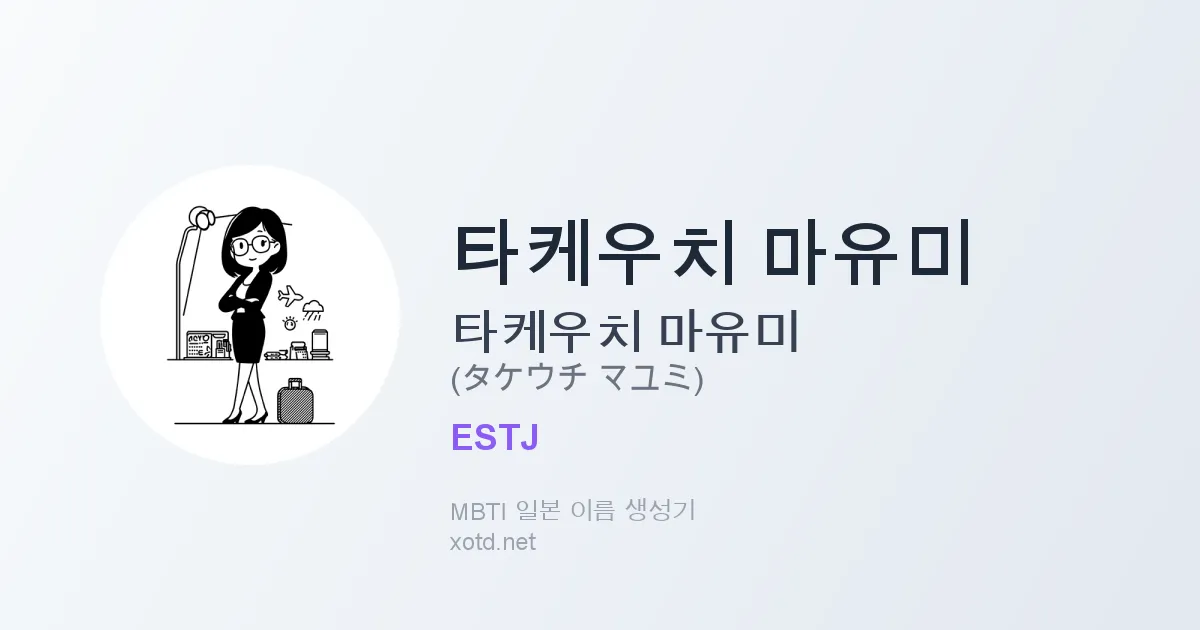 타케우치 마유미
타케우치 마유미
(タケウチ マユミ)
ESTJ
MBTI 일본 이름 생성기
xotd.net